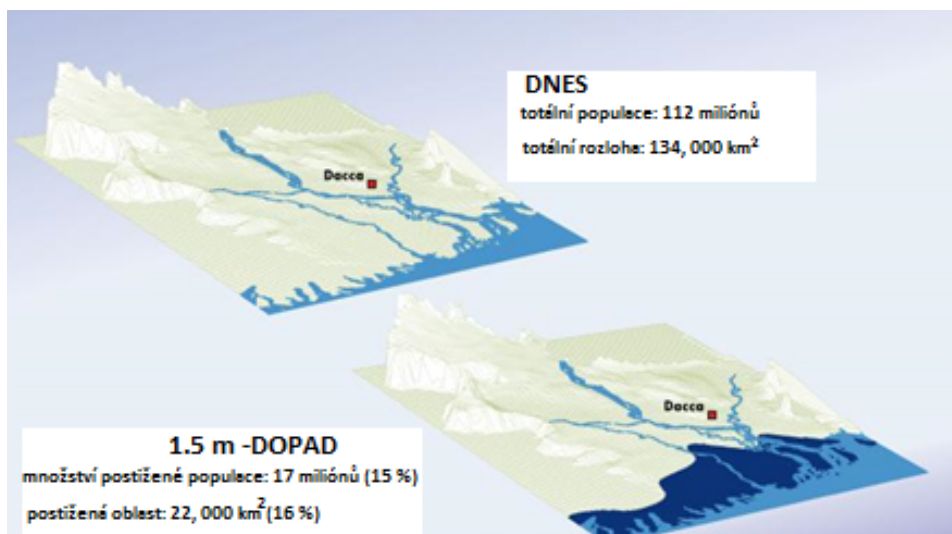 DNES
totální populace: 112 miliónů
totální rozloha: 134, 000 km²
Dacca
Dacca
1.5 m -DOPAD
množství postižené populace: 17 miliónů (15 %)
postižená oblast: 22, 000 km² (16 %)